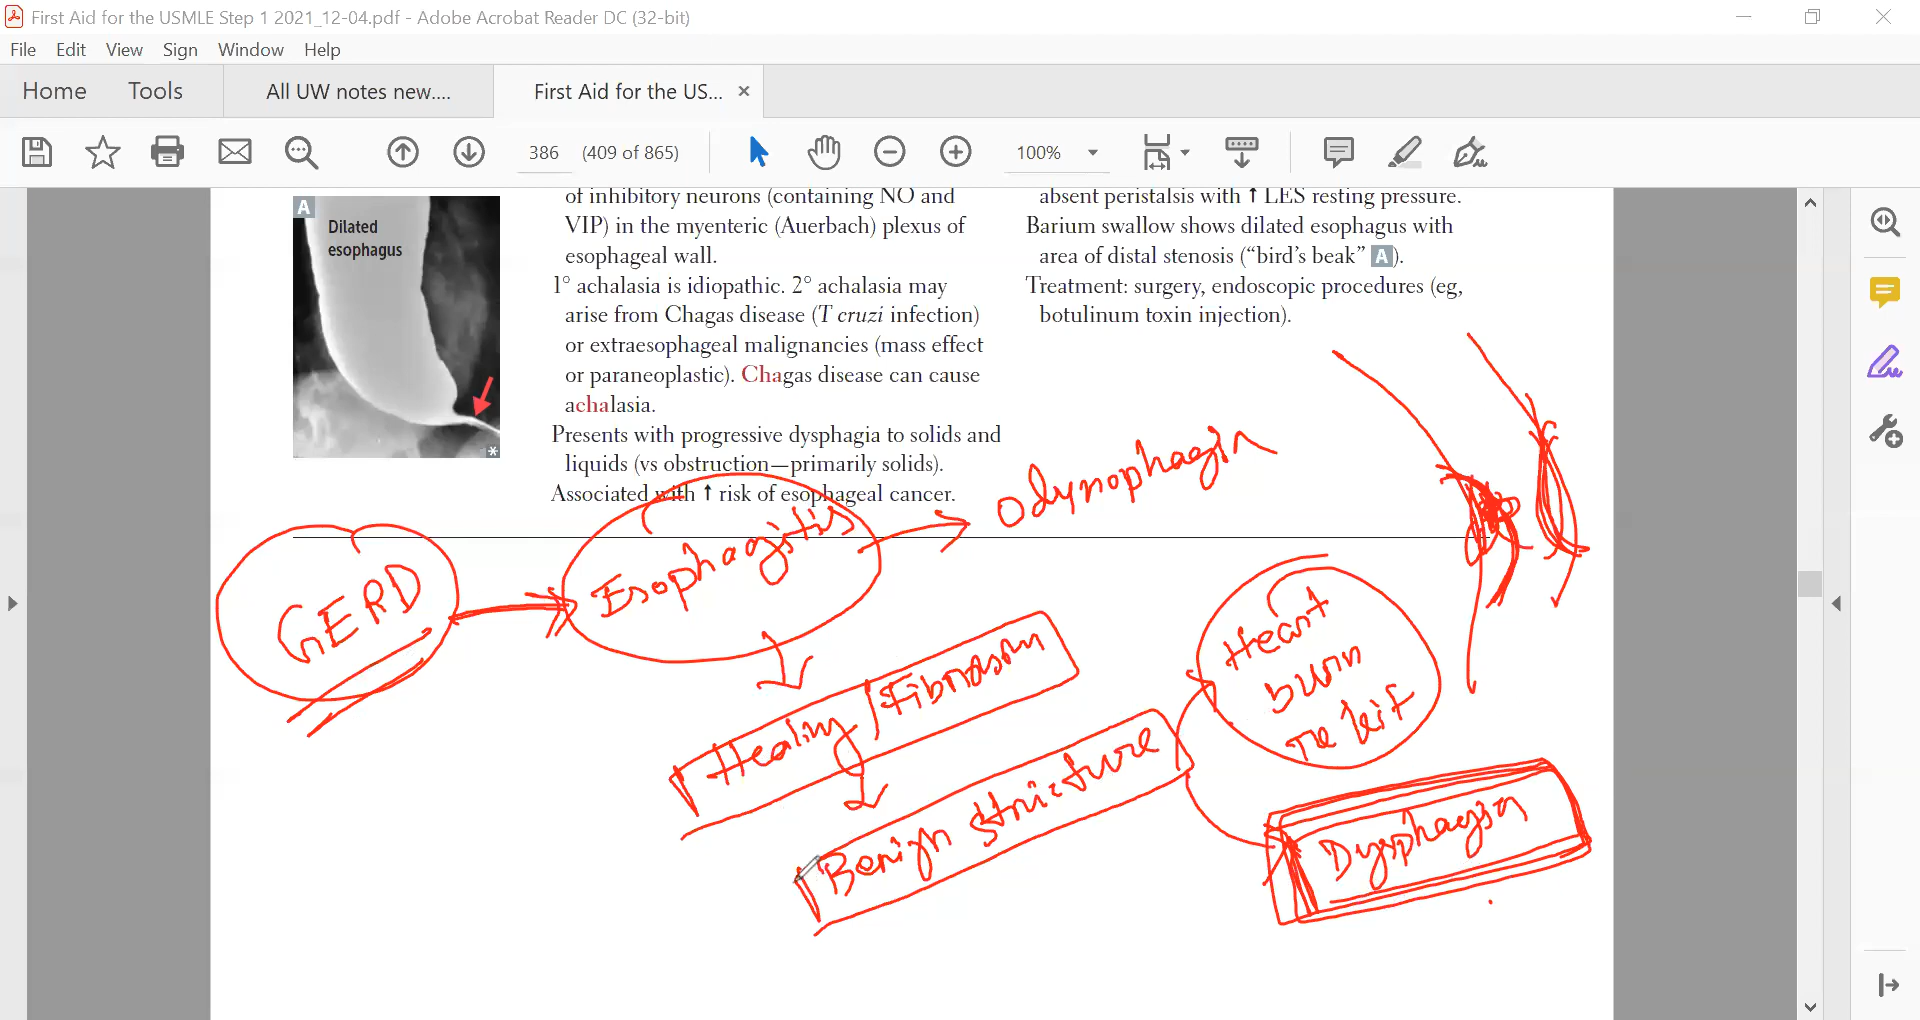 First Aid for the USMLE Step 1 2021_12-04.pdf - Adobe Acrobat Reader DC (32-bit)
File Edit View Sign Window Help
Home Tools All UW notes new.... First Aid for the US... ×
386 (409 of 865) 100%
A
Dilated
esophagus
*
of inhibitory neurons (containing NO and
VIP) in the myenteric (Auerbach) plexus of
esophageal wall.
1° achalasia is idiopathic. 2° achalasia may
arise from Chagas disease (T cruzi infection)
or extraesophageal malignancies (mass effect
or paraneoplastic). Chagas disease can cause
achalasia.
Presents with progressive dysphagia to solids and
liquids (vs obstruction—primarily solids).
Associated with ↑ risk of esophageal cancer.
absent peristalsis with ↑ LES resting pressure.
Barium swallow shows dilated esophagus with
area of distal stenosis (“bird’s beak” A).
Treatment: surgery, endoscopic procedures (eg,
botulinum toxin injection).
Odynophagia
Esophagitis
GERD
Healing / Fibrosis
Heart
burn
relief
Benign stricture
Dysphagia